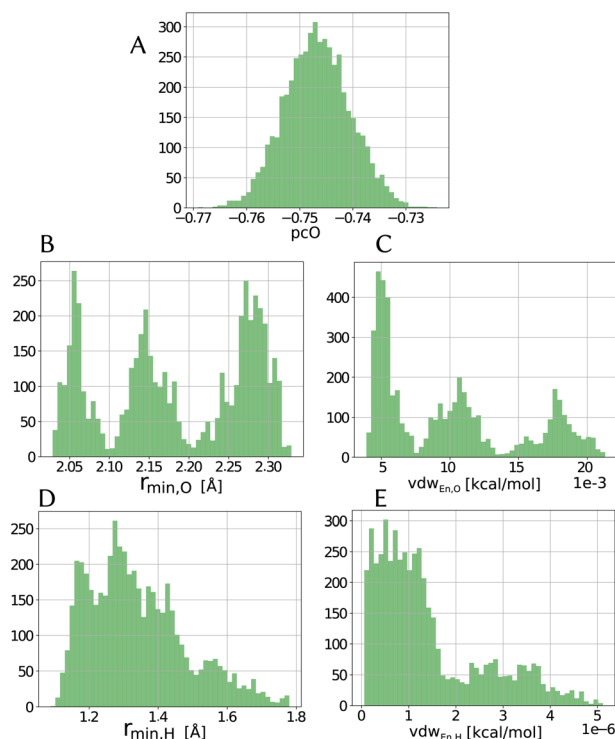 A
300
250
200
150
100
50
0
−0.77 −0.76 −0.75 −0.74 −0.73
pcO
B
250
200
150
100
50
0
2.05 2.10 2.15 2.20 2.25 2.30
rmin,O [Å]
C
400
300
200
100
0
5 10 15 20
1e-3
vdwEn,O [kcal/mol]
D
250
200
150
100
50
0
1.2 1.4 1.6 1.8
rmin,H [Å]
E
300
250
200
150
100
50
0
0 1 2 3 4 5
1e−6
vdwEn,H [kcal/mol]